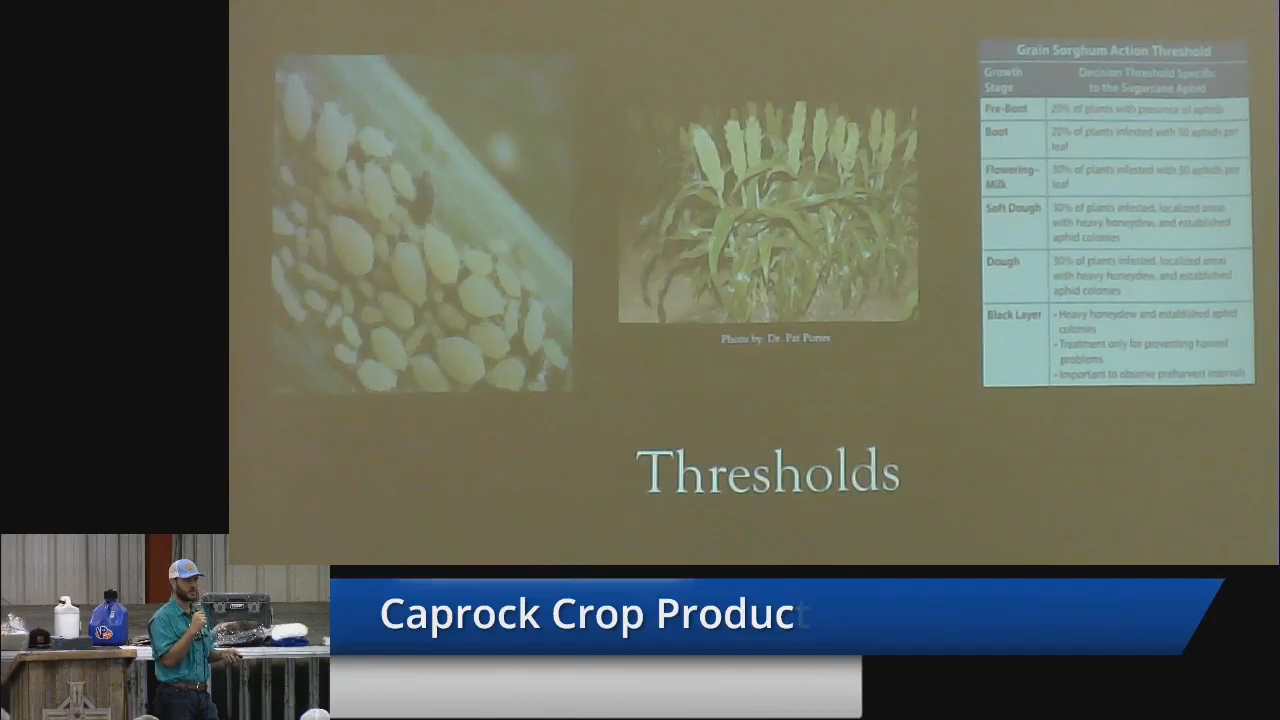 Grain Sorghum Action Threshold
Growth
Stage
Decision Threshold Specific
to the Sugarcane Aphid
Pre-Boot
20% of plants with presence of aphids
Boot
20% of plants infested with 50 aphids per
leaf
Flowering-
Milk
30% of plants infested with 50 aphids per
leaf
Soft Dough
30% of plants infested, localized areas
with heavy honeydew, and established
aphid colonies
Dough
30% of plants infested, localized areas
with heavy honeydew, and established
aphid colonies
Black Layer
- Heavy honeydew and established aphid
colonies
- Treatment only for preventing harvest
problems
- Important to observe preharvest intervals
Photo by: Dr. Pat Porter
Thresholds
Caprock Crop Product